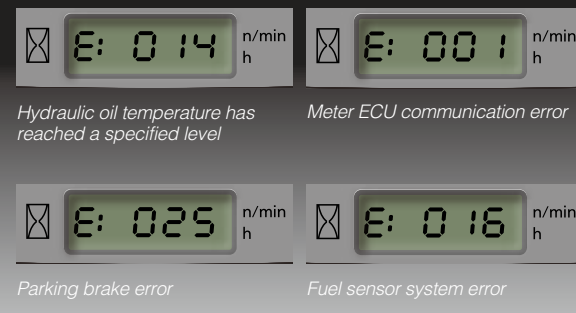 E: 014 n/min
h
Hydraulic oil temperature has
reached a specified level
E: 001 n/min
h
Meter ECU communication error
E: 025 n/min
h
Parking brake error
E: 016 n/min
h
Fuel sensor system error